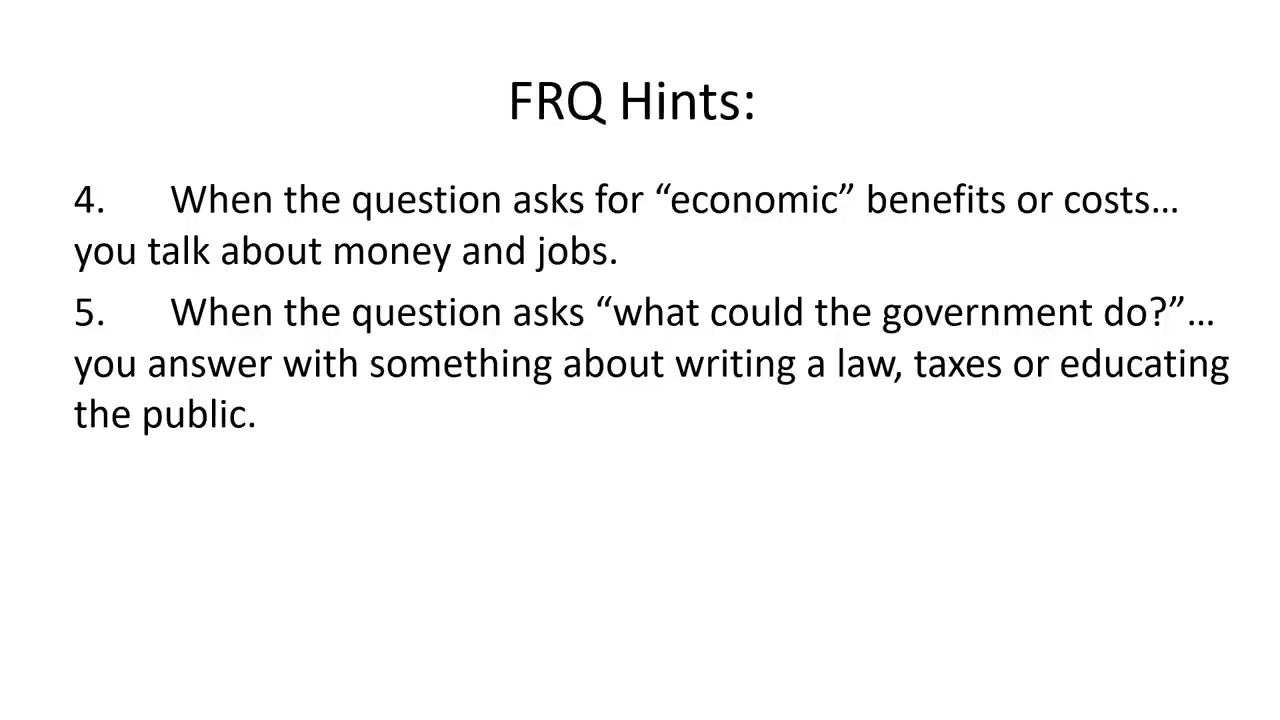 FRQ Hints:
4. When the question asks for “economic” benefits or costs…
you talk about money and jobs.
5. When the question asks “what could the government do?”…
you answer with something about writing a law, taxes or educating
the public.